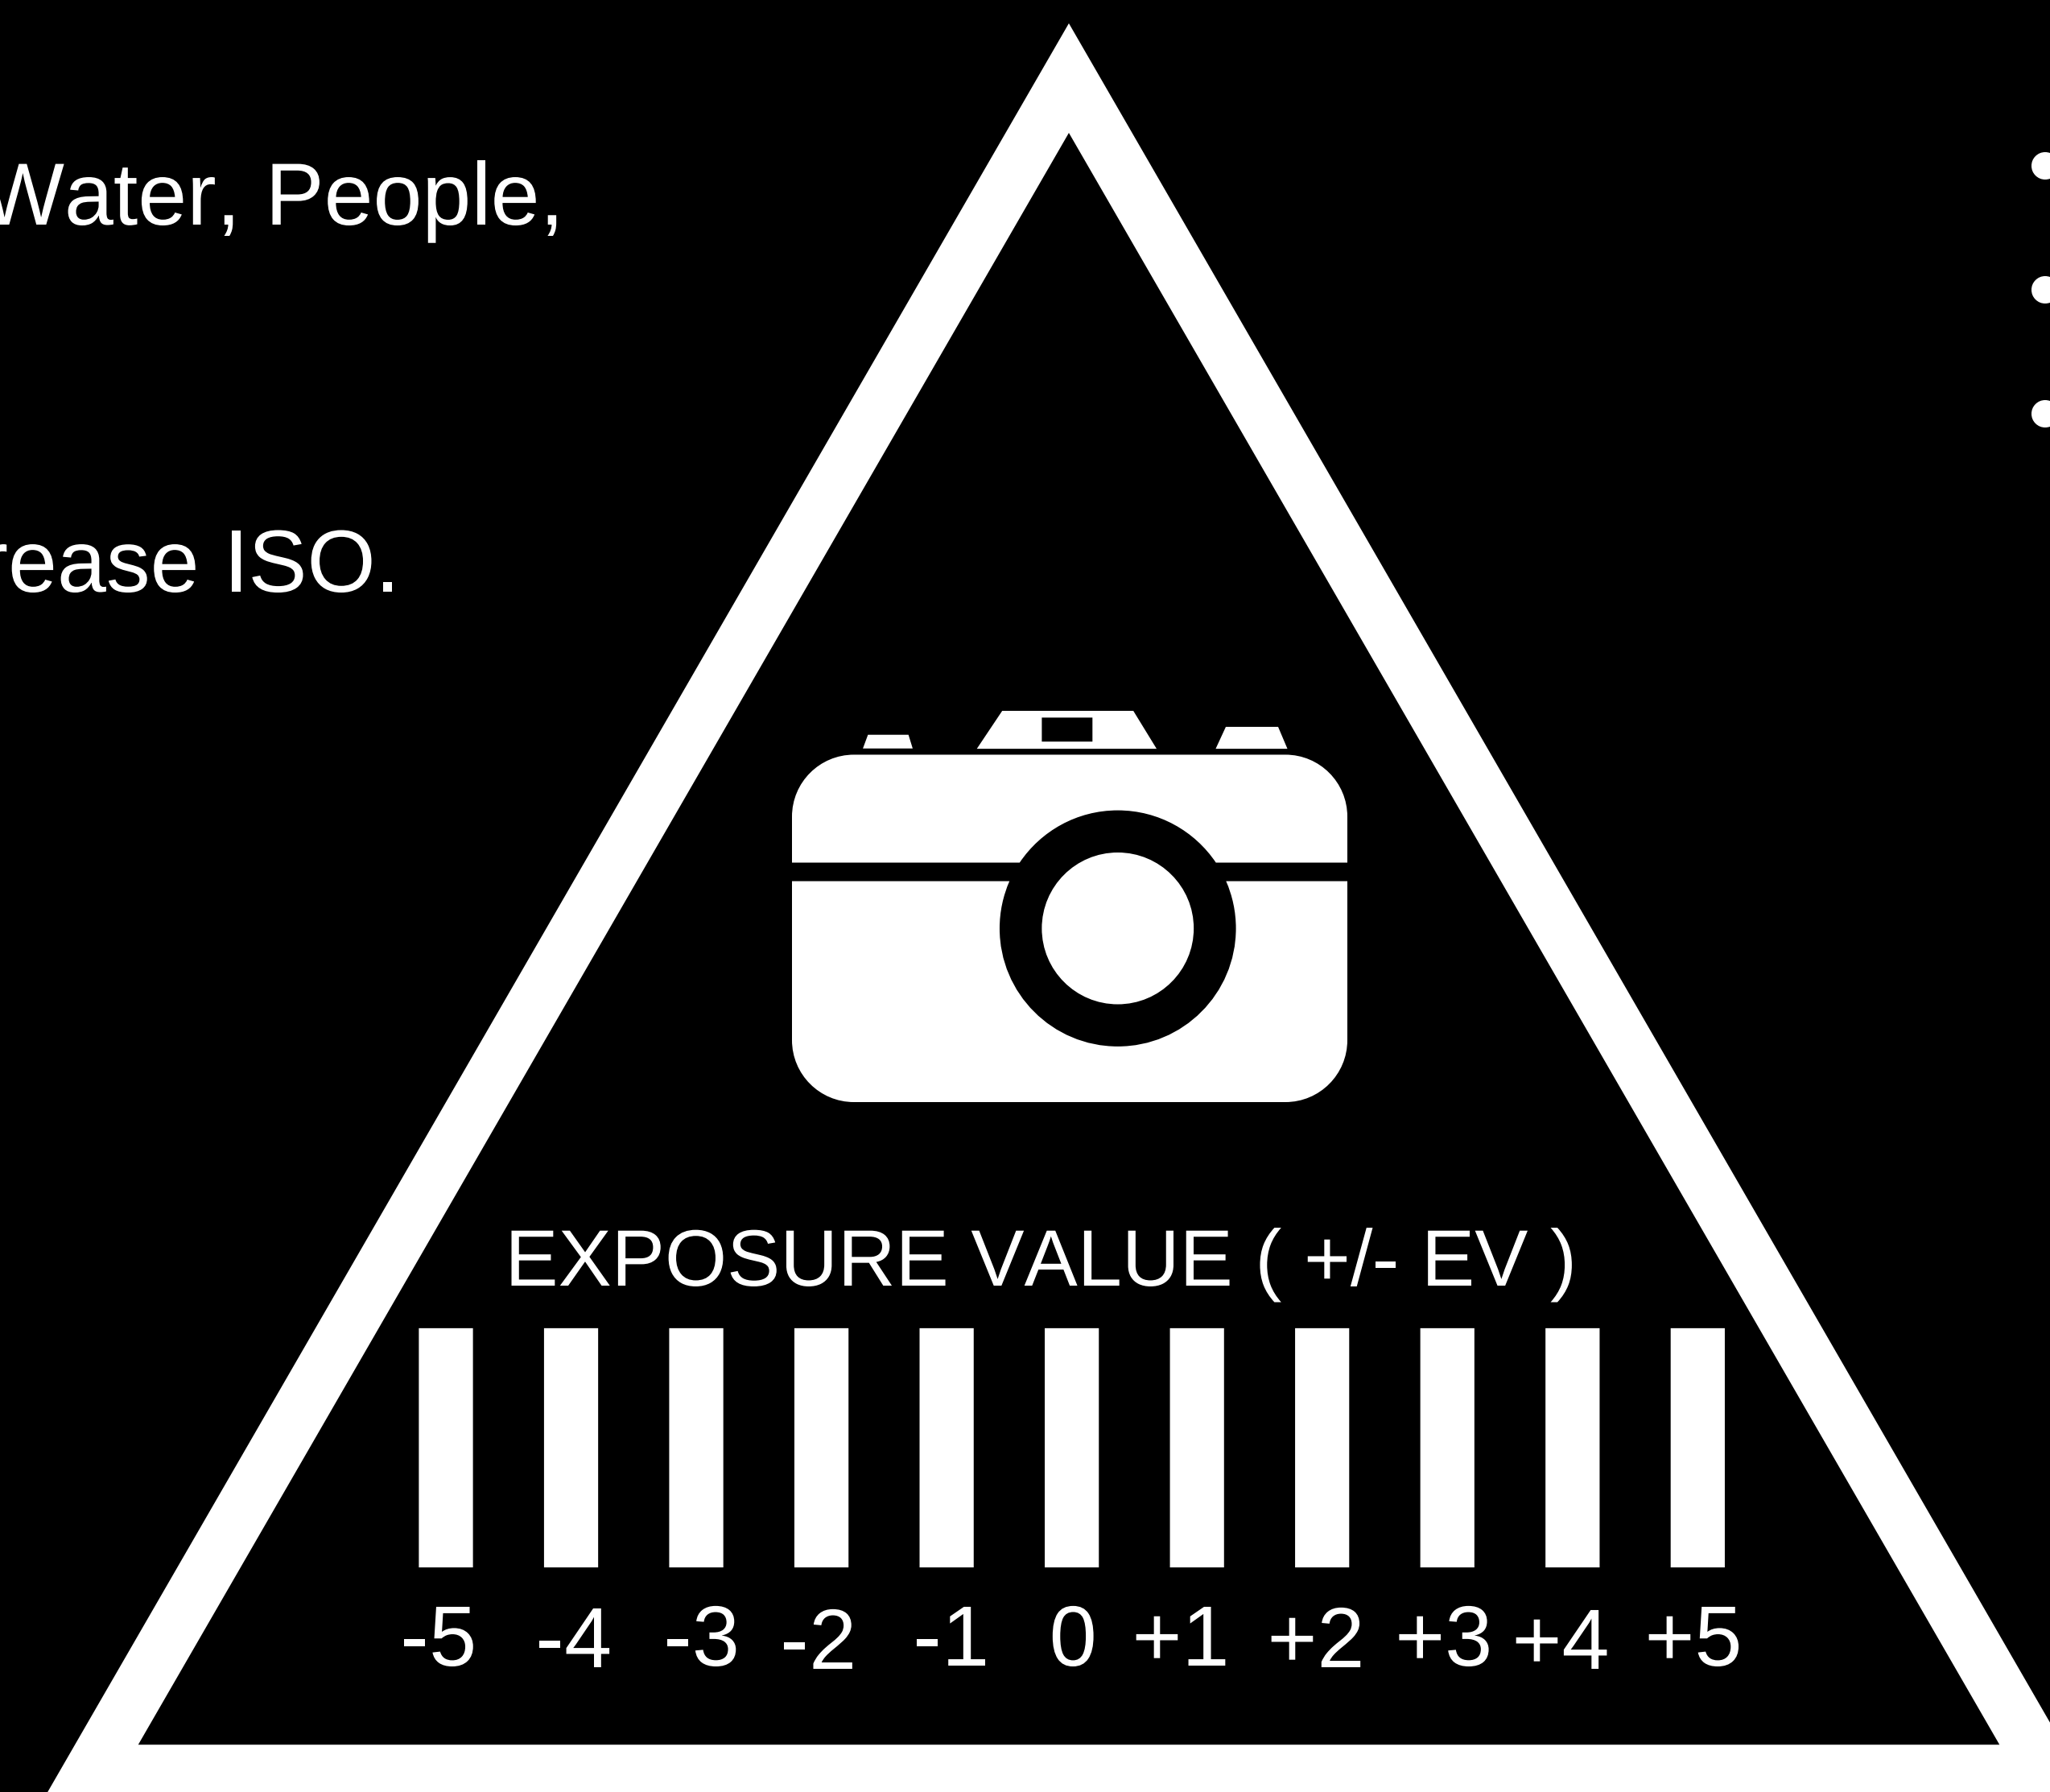 Water, People,
rease ISO.
EXPOSURE VALUE ( +/- EV )
-5 -4 -3 -2 -1 0 +1 +2 +3 +4 +5